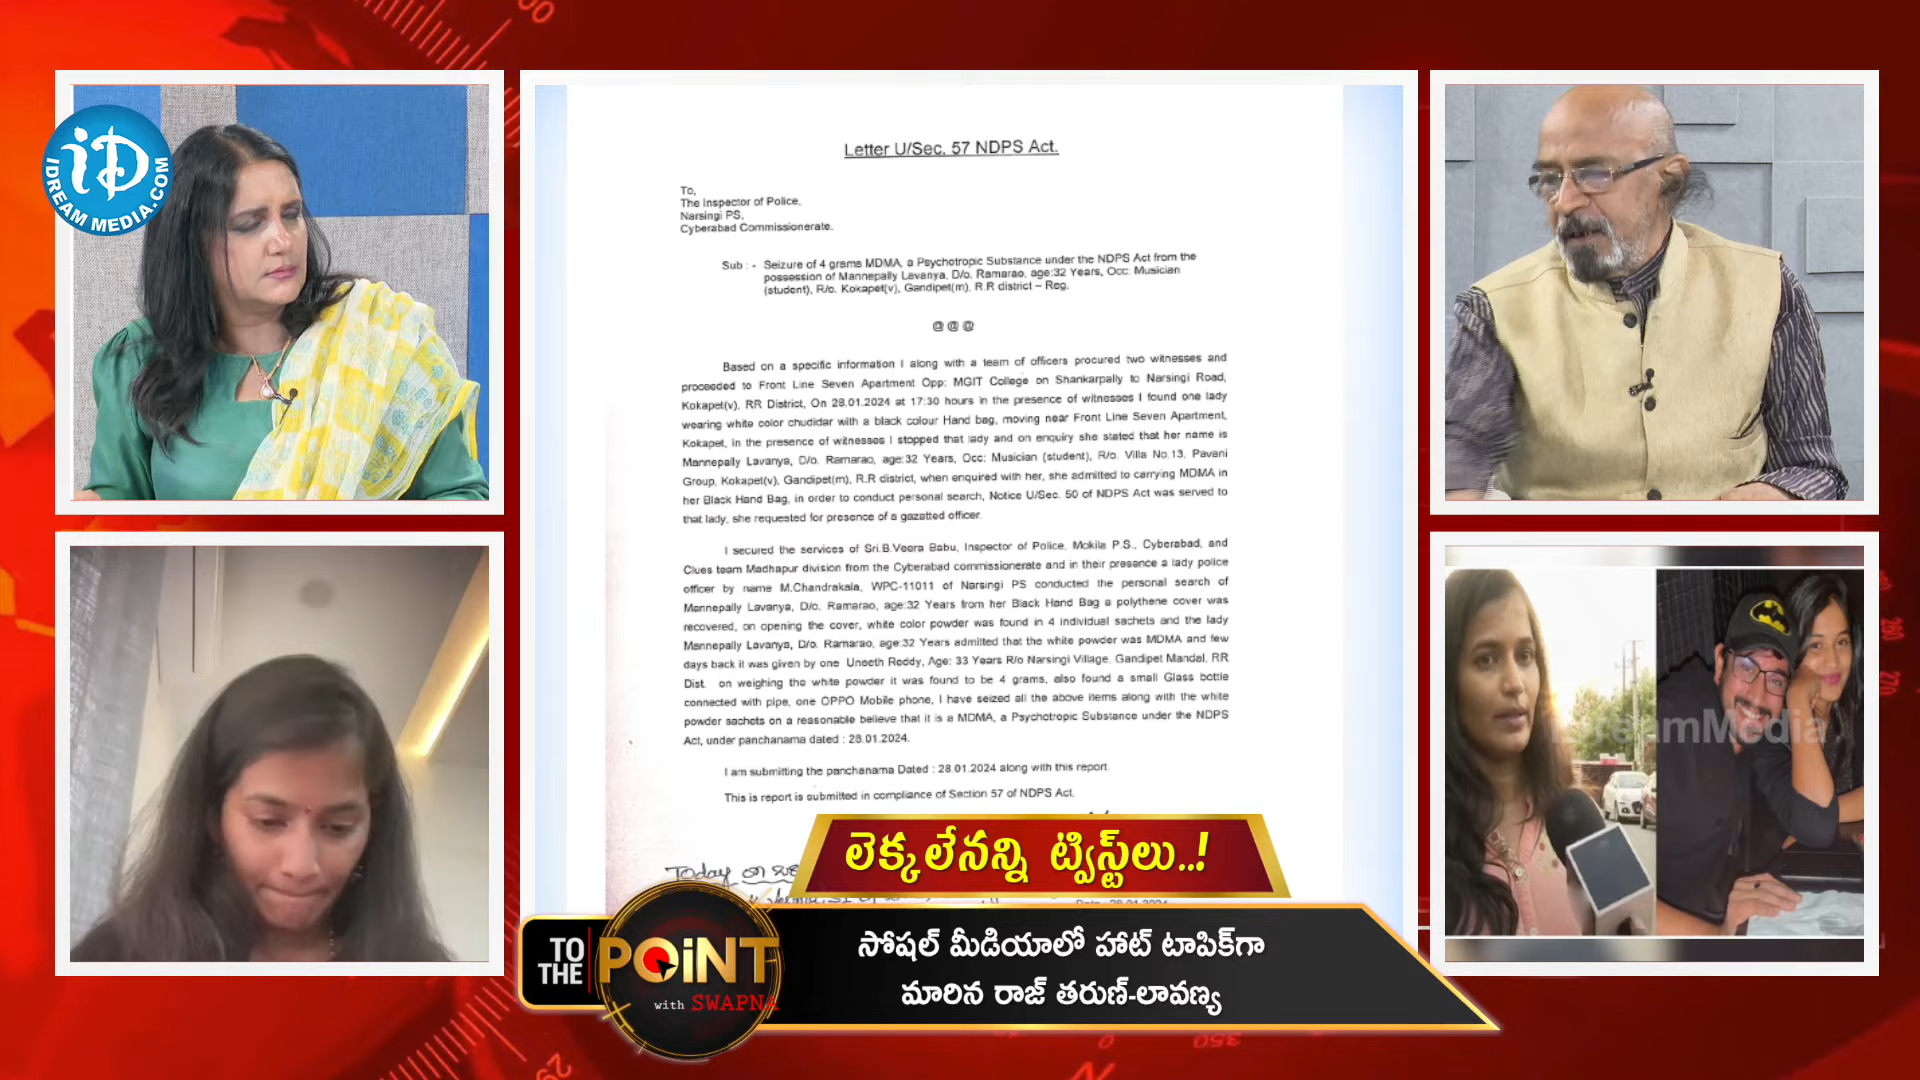 iD
IDREAM MEDIA.COM
Letter U/Sec. 57 NDPS Act.
To,
The Inspector of Police,
Narsingi PS,
Cyberabad Commissionerate.
Sub : - Seizure of 4 grams MDMA, a Psychotropic Substance under the NDPS Act from the
possession of Mannepally Lavanya, D/o. Ramarao, age:32 Years, Occ: Musician
(student), R/o. Kokapet(v), Gandipet(m), R.R district – Reg.
@@@
Based on a specific information I along with a team of officers procured two witnesses and
proceeded to Front Line Seven Apartment Opp: MGIT College on Shankarpally to Narsingi Road,
Kokapet(v), RR District, On 28.01.2024 at 17:30 hours in the presence of witnesses I found one lady
wearing white color chudidar with a black colour Hand bag, moving near Front Line Seven Apartment,
Kokapet, in the presence of witnesses I stopped that lady and on enquiry she stated that her name is
Mannepally Lavanya, D/o. Ramarao, age:32 Years, Occ: Musician (student), R/o. Villa No.13, Pavani
Group, Kokapet(v), Gandipet(m), R.R district, when enquired with her, she admitted to carrying MDMA in
her Black Hand Bag, in order to conduct personal search, Notice U/Sec. 50 of NDPS Act was served to
that lady, she requested for presence of a gazatted officer.
I secured the services of Sri.B.Veera Babu, Inspector of Police, Mokila P.S., Cyberabad, and
Clues team Madhapur division from the Cyberabad commissionerate and in their presence a lady police
officer by name M.Chandrakala, WPC-11011 of Narsingi PS conducted the personal search of
Mannepally Lavanya, D/o. Ramarao, age:32 Years from her Black Hand Bag a polythene cover was
recovered, on opening the cover, white color powder was found in 4 individual sachets and the lady
Mannepally Lavanya, D/o. Ramarao, age:32 Years admitted that the white powder was MDMA and few
days back it was given by one Uneeth Reddy, Age: 33 Years R/o Narsingi Village, Gandipet Mandal, RR
Dist. on weighing the white powder it was found to be 4 grams, also found a small Glass bottle
connected with pipe, one OPPO Mobile phone, I have seized all the above items along with the white
powder sachets on a reasonable believe that it is a MDMA, a Psychotropic Substance under the NDPS
Act, under panchanama dated : 28.01.2024.
I am submitting the panchanama Dated : 28.01.2024 along with this report.
This is report is submitted in compliance of Section 57 of NDPS Act.
Today on
iDreamMedia
లెక్కలేనన్ని ట్విస్ట్‌లు..!
TO THE POiNT
with SWAPNA
సోషల్ మీడియాలో హాట్ టాపిక్‌గా
మారిన రాజ్ తరుణ్-లావణ్య
350
280
270